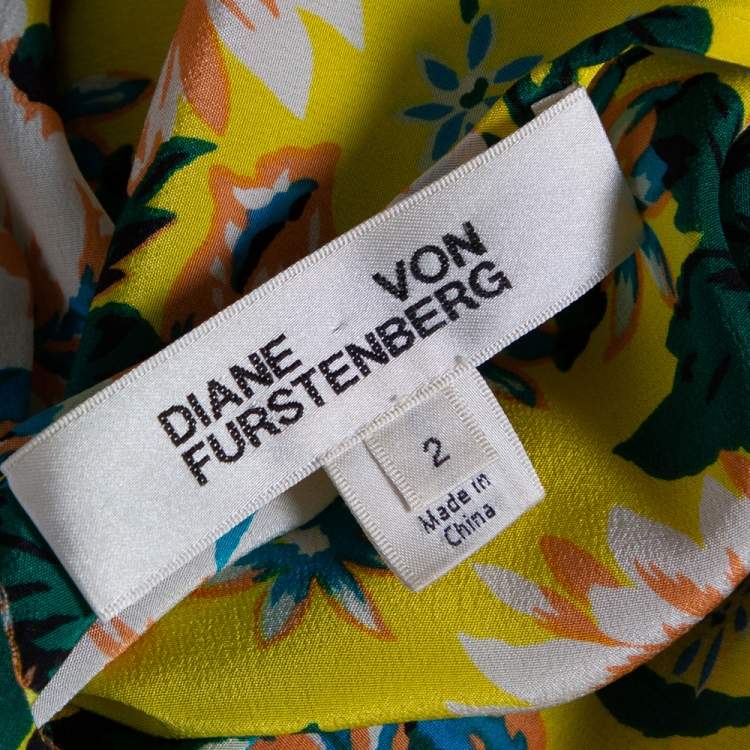 DIANE VON
FURSTENBERG
2
Made in
China